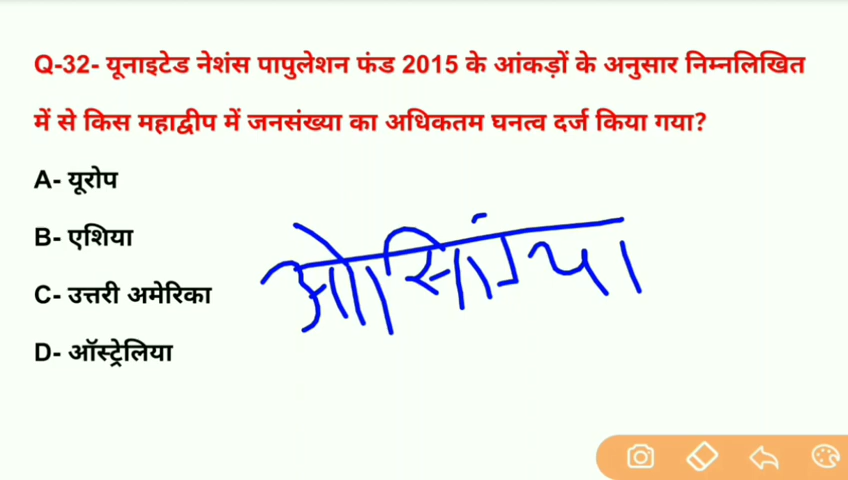 Q-32- यूनाइटेड नेशंस पापुलेशन फंड 2015 के आंकड़ों के अनुसार निम्नलिखित
में से किस महाद्वीप में जनसंख्या का अधिकतम घनत्व दर्ज किया गया?
A- यूरोप
B- एशिया
C- उत्तरी अमेरिका
D- ऑस्ट्रेलिया